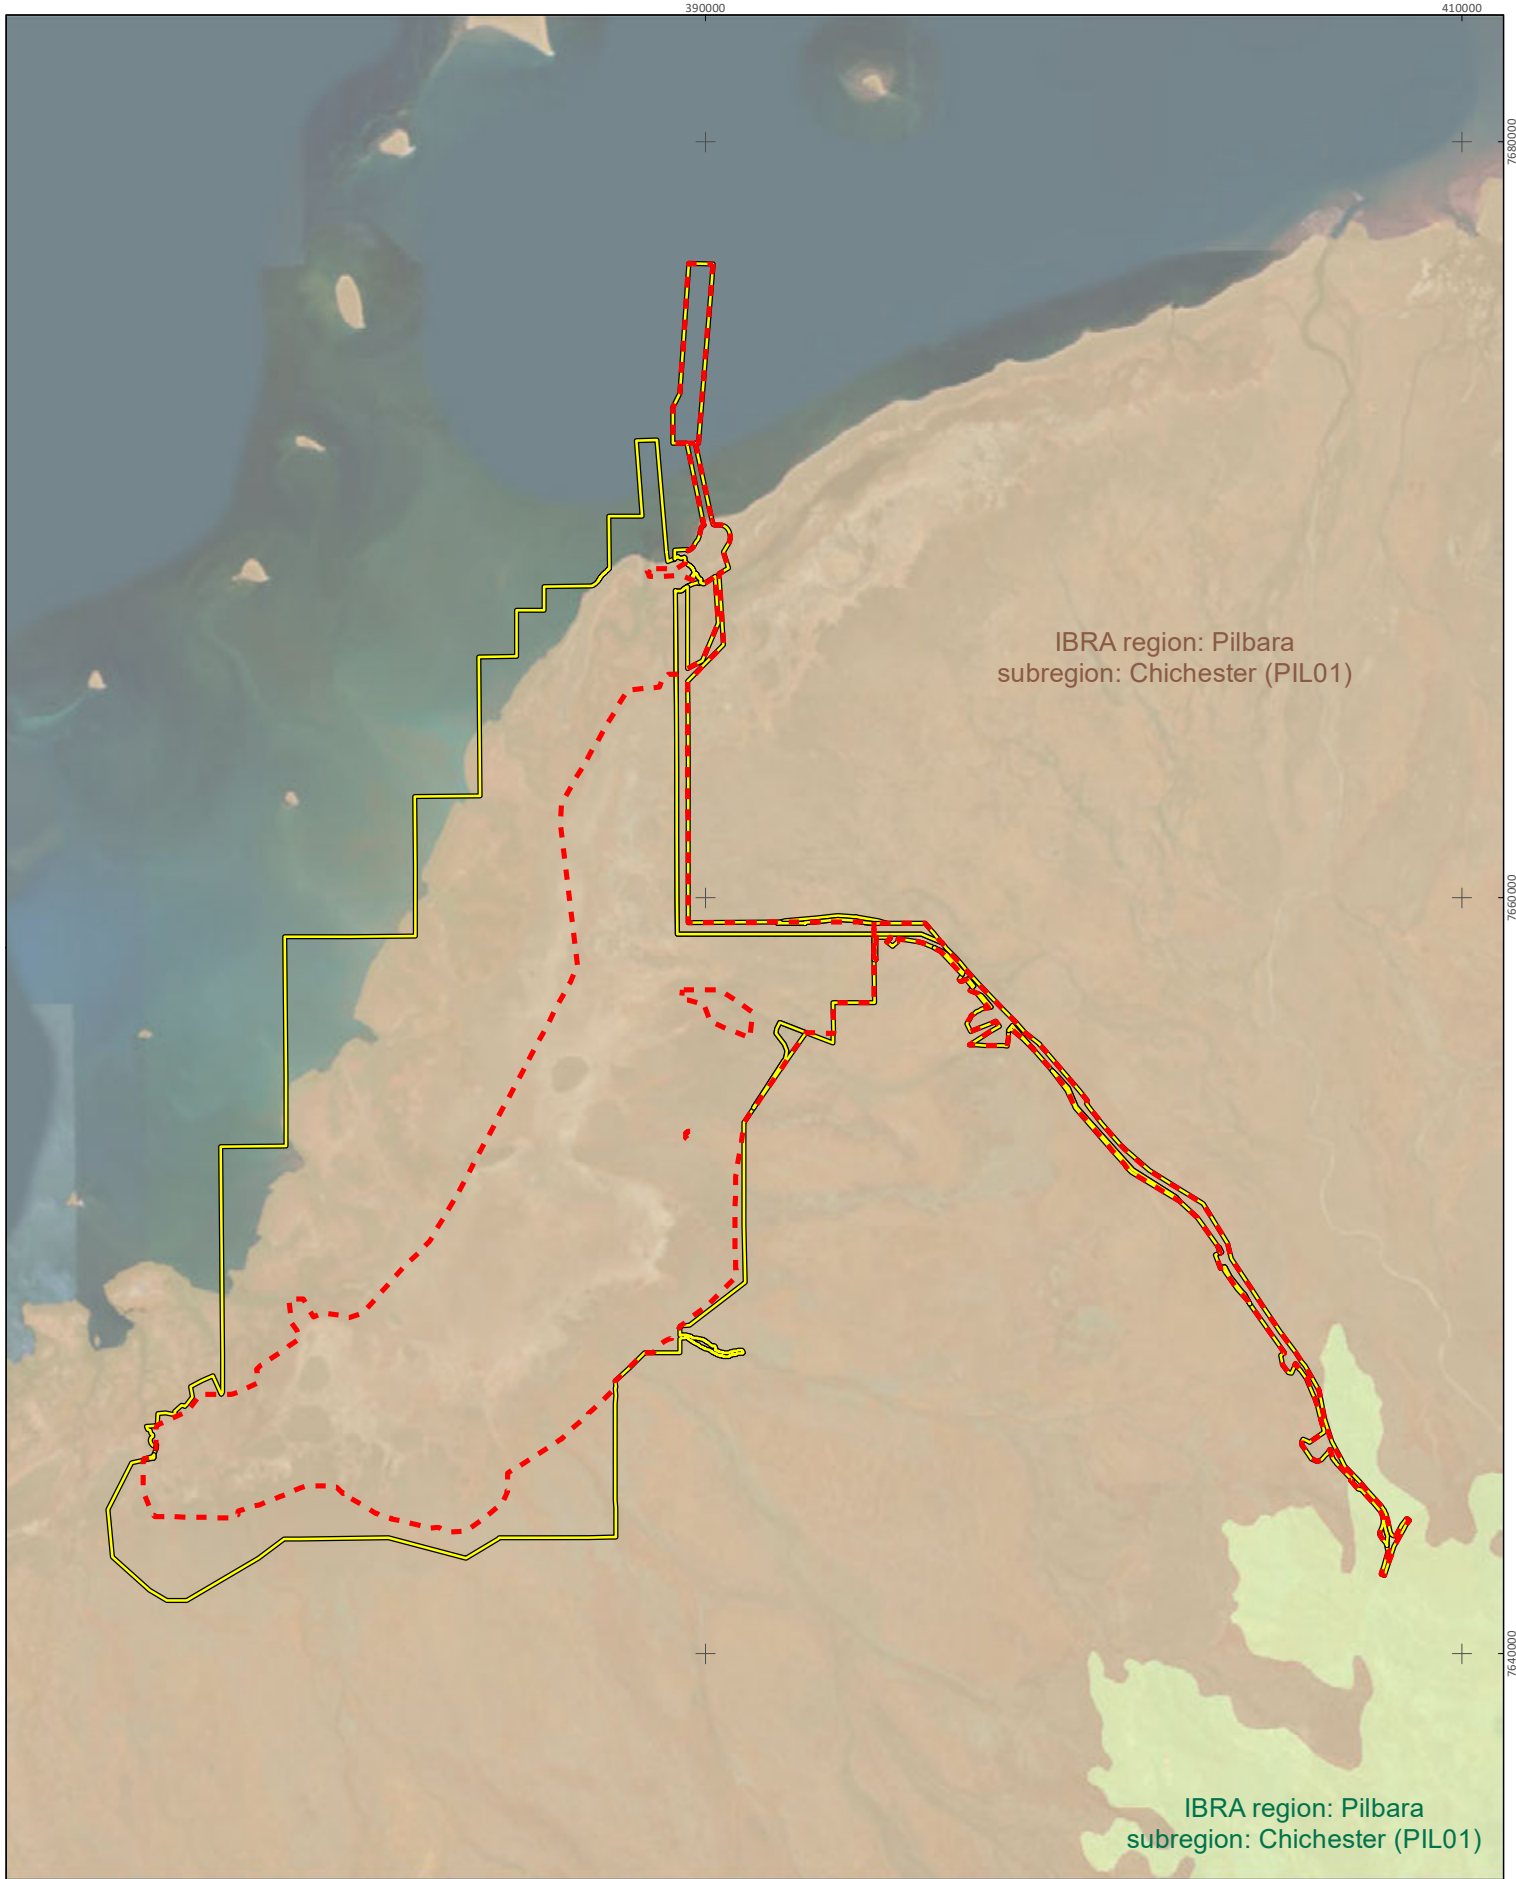 390000
410000
7680000
IBRA region: Pilbara
subregion: Chichester (PIL01)
7660000
7640000
IBRA region: Pilbara
subregion: Chichester (PIL01)